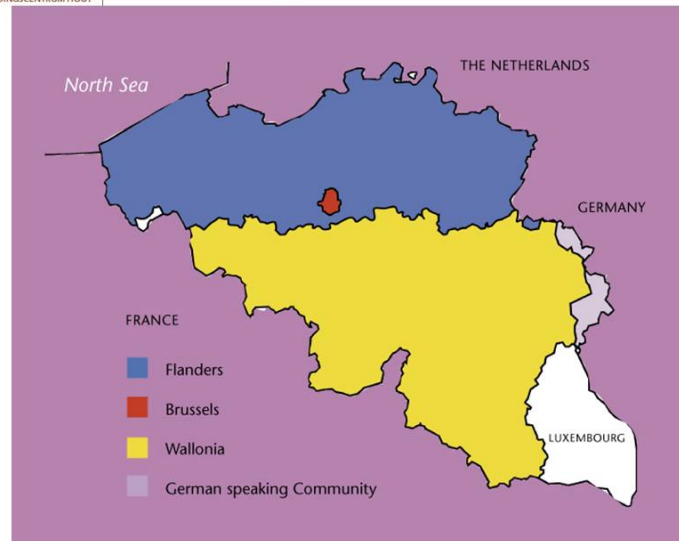 THE NETHERLANDS
North Sea
GERMANY
FRANCE
Flanders
Brussels
Wallonia
LUXEMBOURG
German speaking Community